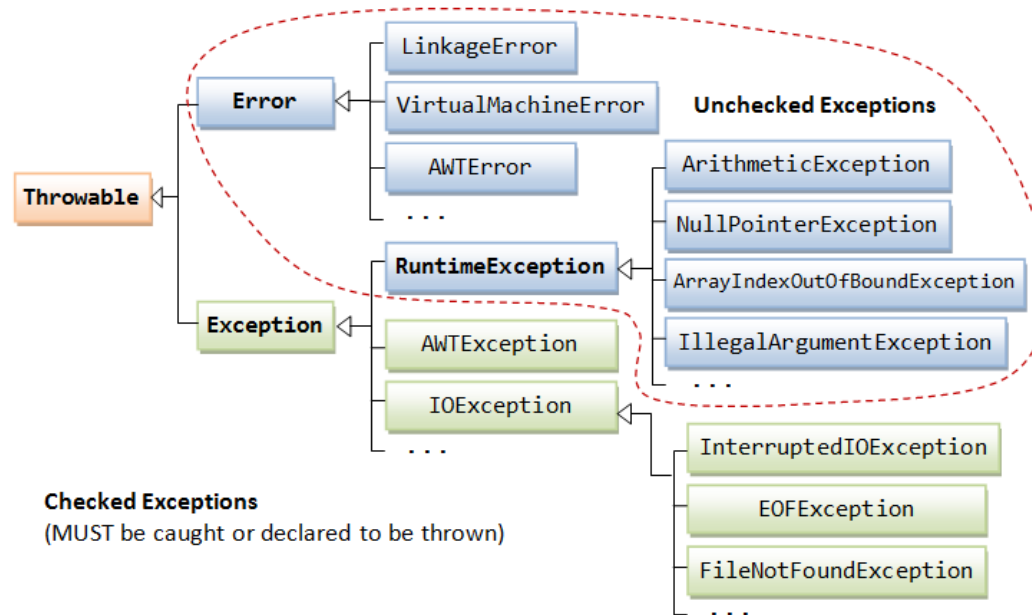 LinkageError
Error
VirtualMachineError
Unchecked Exceptions
AWTError
ArithmeticException
Throwable
...
NullPointerException
RuntimeException
ArrayIndexOutOfBoundException
Exception
AWTException
IllegalArgumentException
...
IOException
...
InterruptedIOException
Checked Exceptions
(MUST be caught or declared to be thrown)
EOFException
FileNotFoundException
...